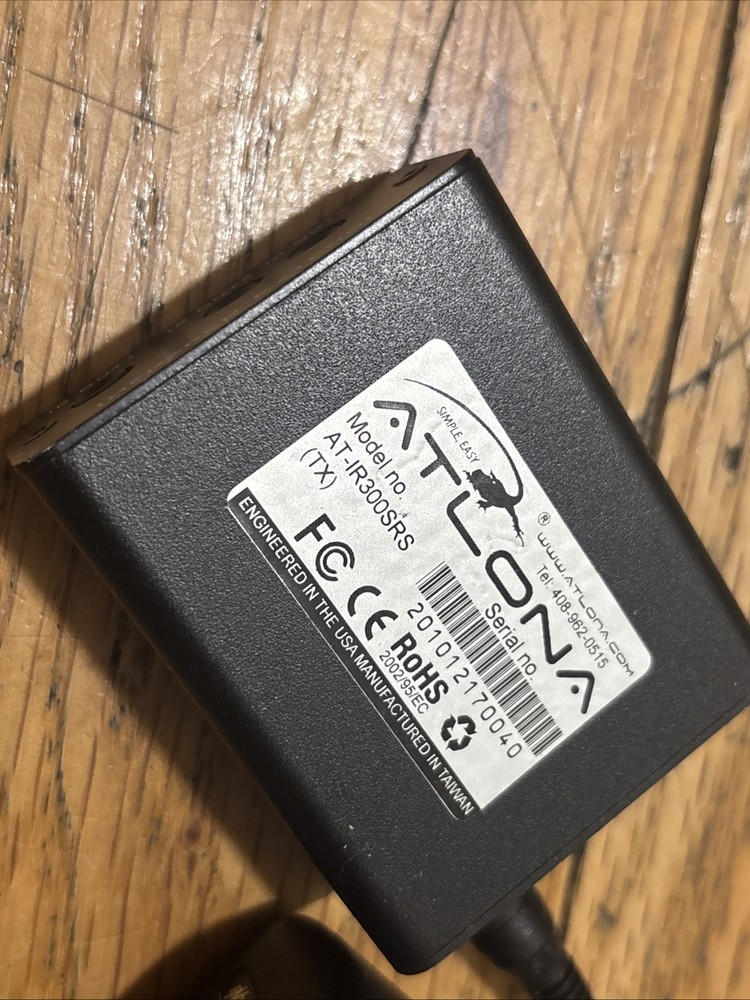 SIMPLE, EASY
ATLONA
®
www.ATLONA.COM
Tel: 408-962-0515
Model no.
AT-IR300SRS
(TX)
Serial no.
201012170040
FC CE RoHS
2002/95/EC
ENGINEERED IN THE USA MANUFACTURED IN TAIWAN